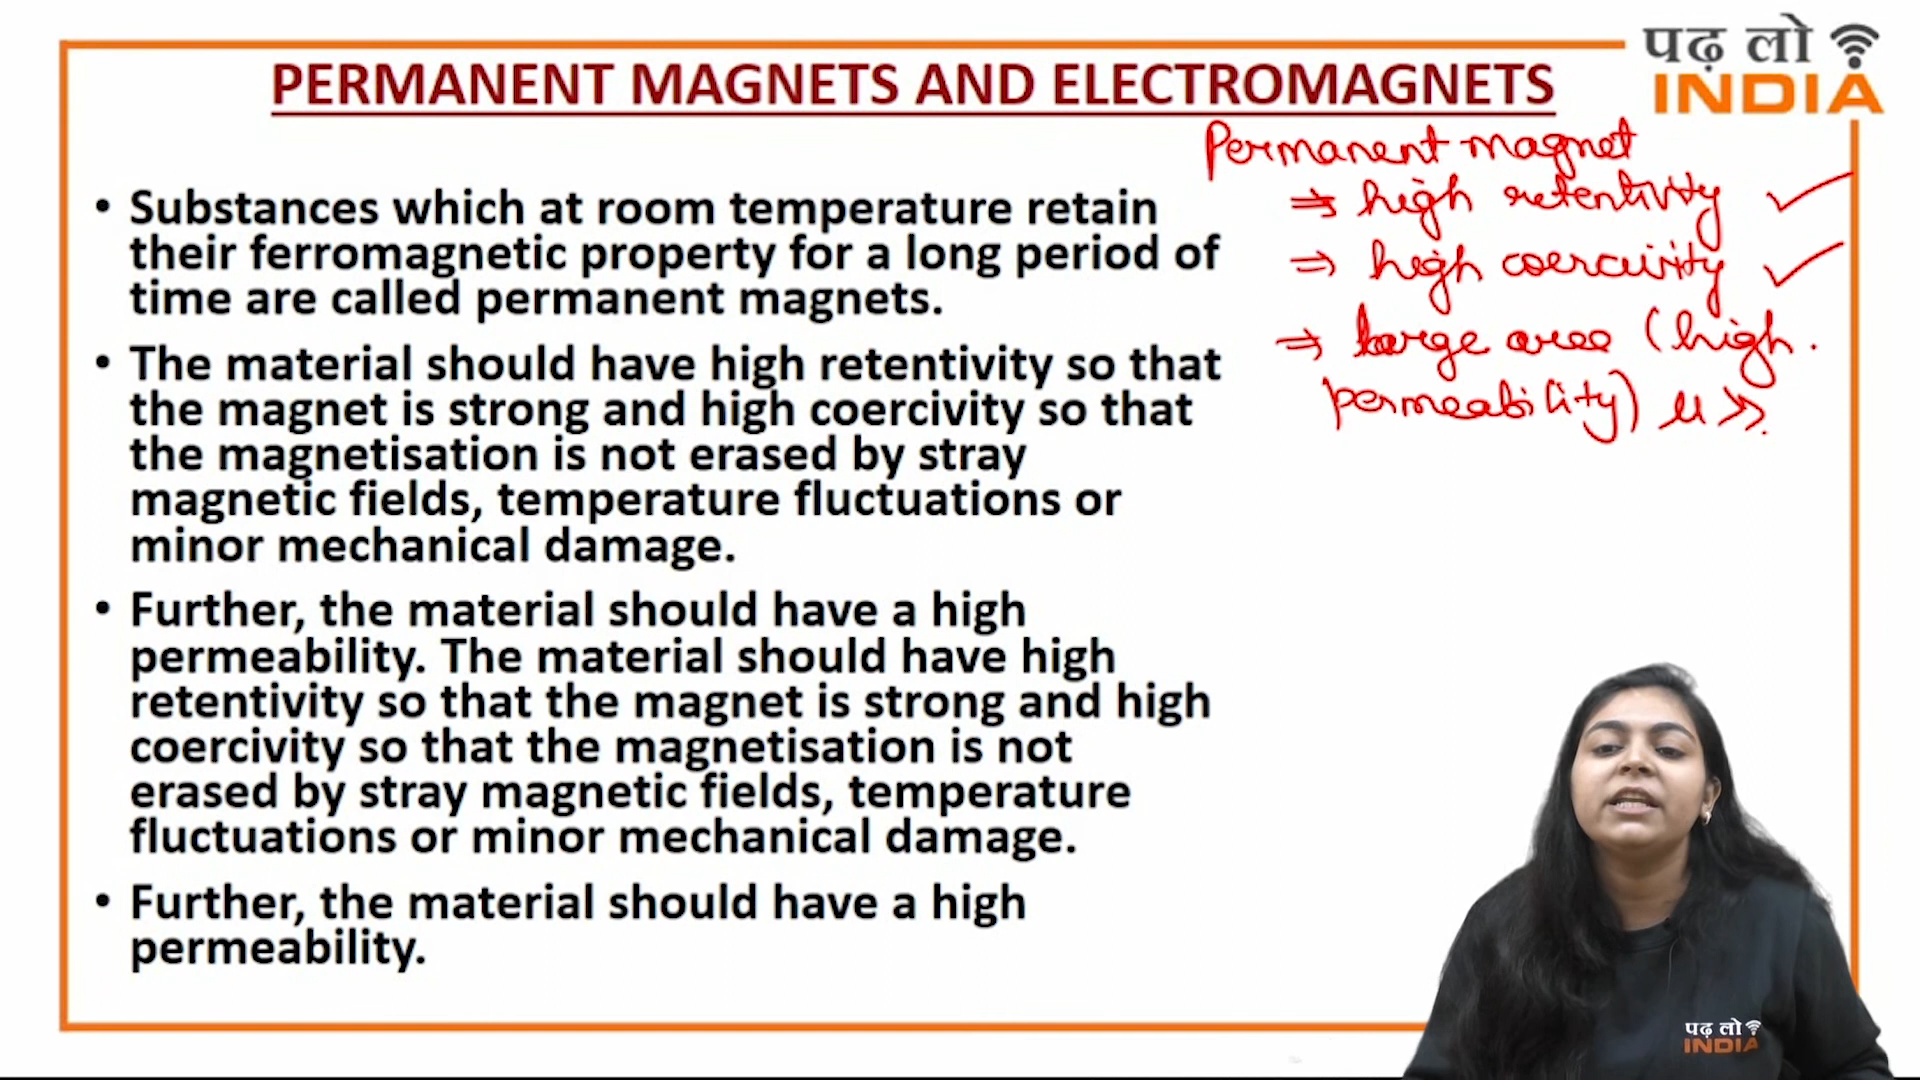 पढ़ लो
INDIA
PERMANENT MAGNETS AND ELECTROMAGNETS
• Substances which at room temperature retain
their ferromagnetic property for a long period of
time are called permanent magnets.
• The material should have high retentivity so that
the magnet is strong and high coercivity so that
the magnetisation is not erased by stray
magnetic fields, temperature fluctuations or
minor mechanical damage.
• Further, the material should have a high
permeability. The material should have high
retentivity so that the magnet is strong and high
coercivity so that the magnetisation is not
erased by stray magnetic fields, temperature
fluctuations or minor mechanical damage.
• Further, the material should have a high
permeability.
Permanent magnet
⇒ high retentivity ✓
⇒ high coercivity ✓
⇒ large area (high
permeability) μ >>
पढ़ लो
INDIA